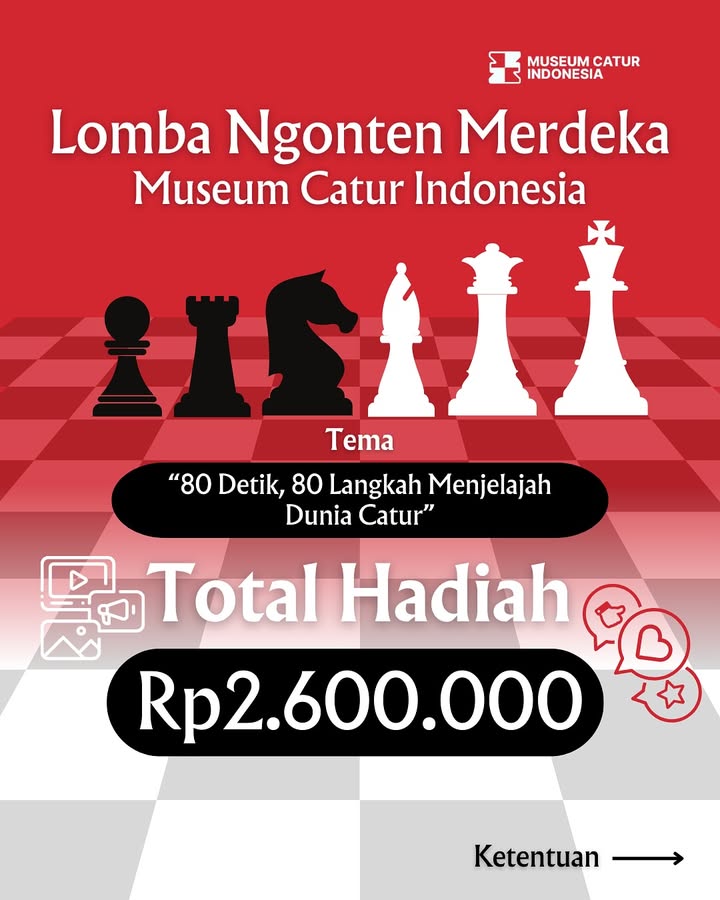 MUSEUM CATUR
INDONESIA
Lomba Ngonten Merdeka
Museum Catur Indonesia
Tema
“80 Detik, 80 Langkah Menjelajah
Dunia Catur”
Total Hadiah
Rp2.600.000
Ketentuan